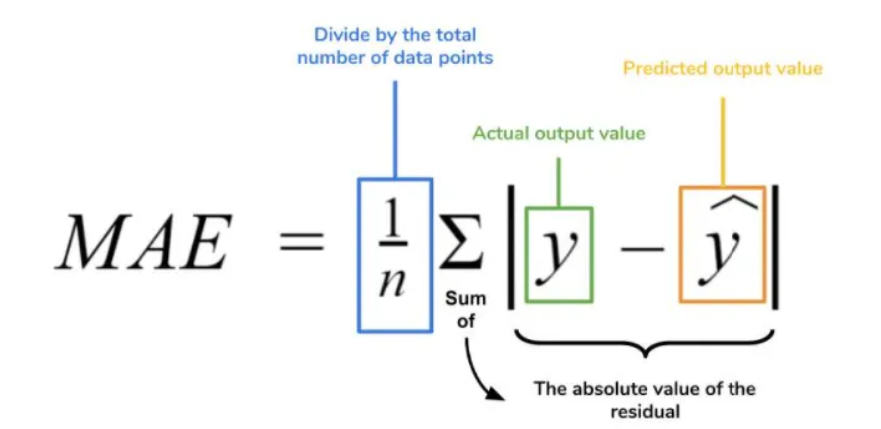 Divide by the total
number of data points
Predicted output value
Actual output value
MAE = 1/n Σ | y − ŷ |
Sum
of
The absolute value of the
residual